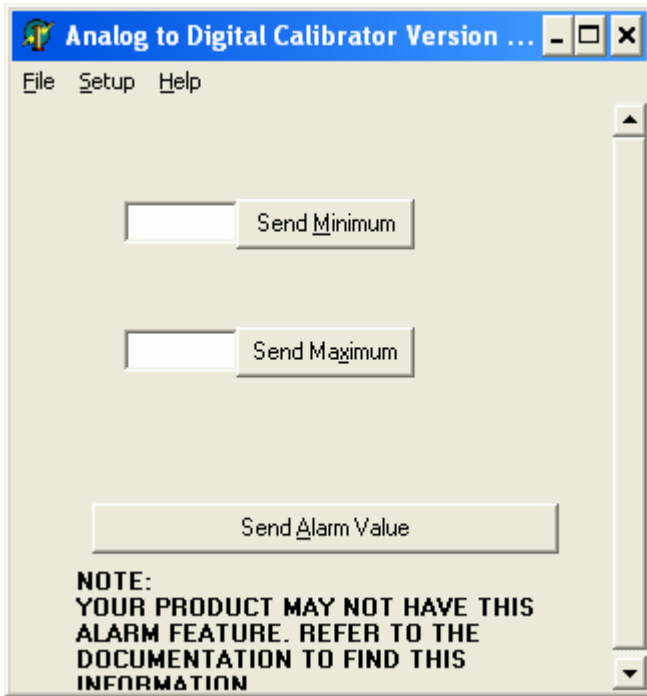 Analog to Digital Calibrator Version ...
File Setup Help
Send Minimum
Send Maximum
Send Alarm Value
NOTE:
YOUR PRODUCT MAY NOT HAVE THIS
ALARM FEATURE. REFER TO THE
DOCUMENTATION TO FIND THIS
INFORMATION